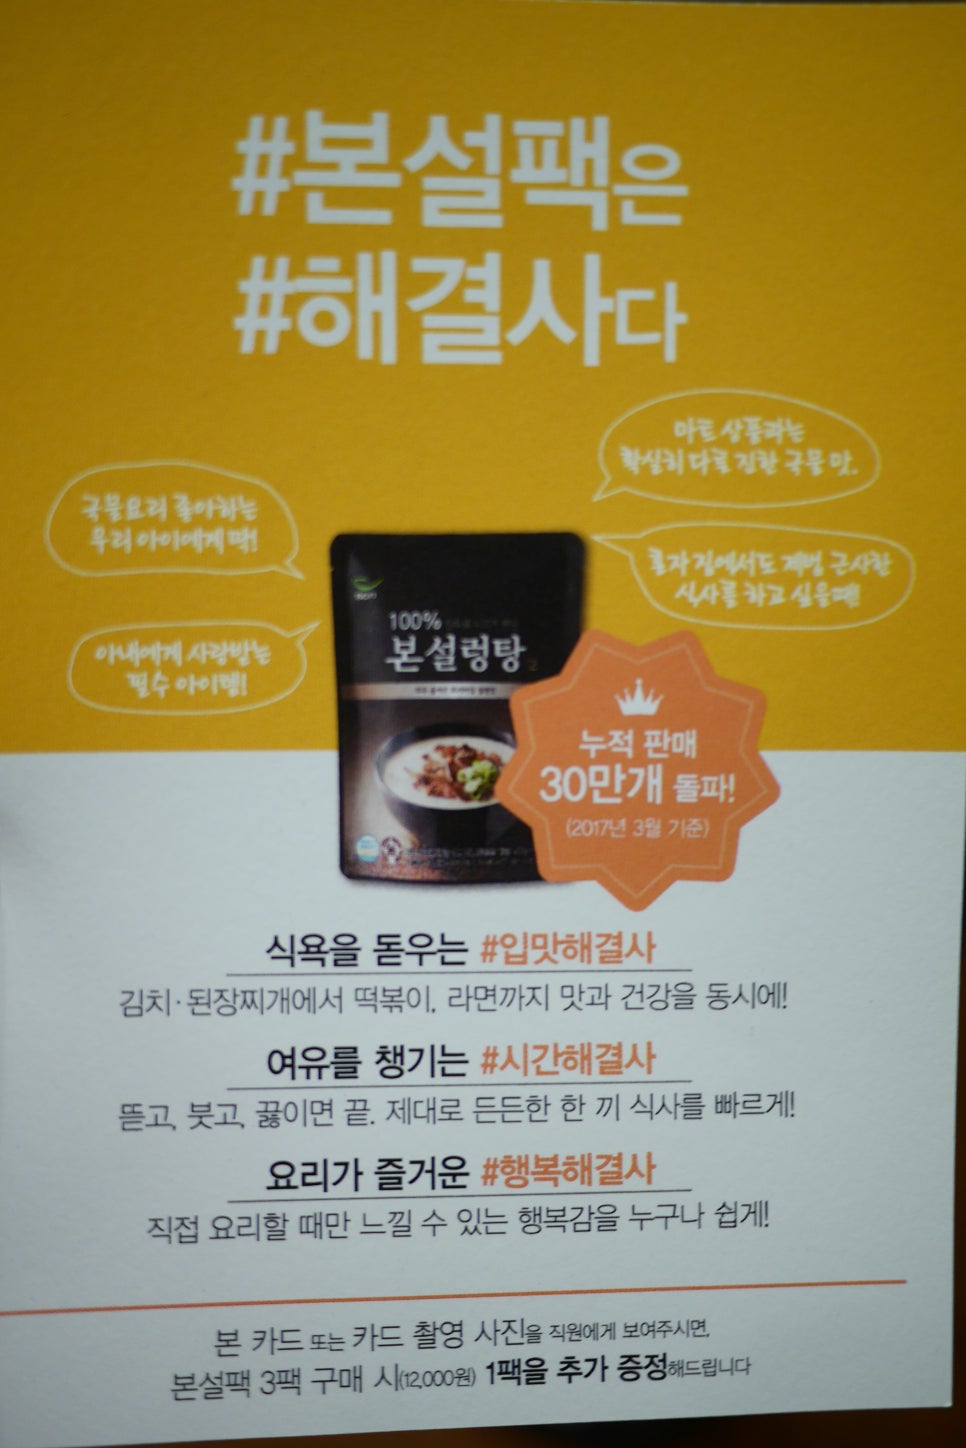 #본설팩은
#해결사다
마트 상품과는
확실히 다른 진한 국물 맛.
국물요리 좋아하는
우리 아이에게 딱!
혼자 집에서도 제법 근사한
식사를 하고 싶을때!
아내에게 사랑받는
필수 아이템!
100%
본설렁탕
누적 판매
30만개 돌파!
(2017년 3월 기준)
식욕을 돋우는 #입맛해결사
김치·된장찌개에서 떡볶이, 라면까지 맛과 건강을 동시에!
여유를 챙기는 #시간해결사
뜯고, 붓고, 끓이면 끝. 제대로 든든한 한 끼 식사를 빠르게!
요리가 즐거운 #행복해결사
직접 요리할 때만 느낄 수 있는 행복감을 누구나 쉽게!
본 카드 또는 카드 촬영 사진을 직원에게 보여주시면,
본설팩 3팩 구매 시(12,000원) 1팩을 추가 증정해드립니다